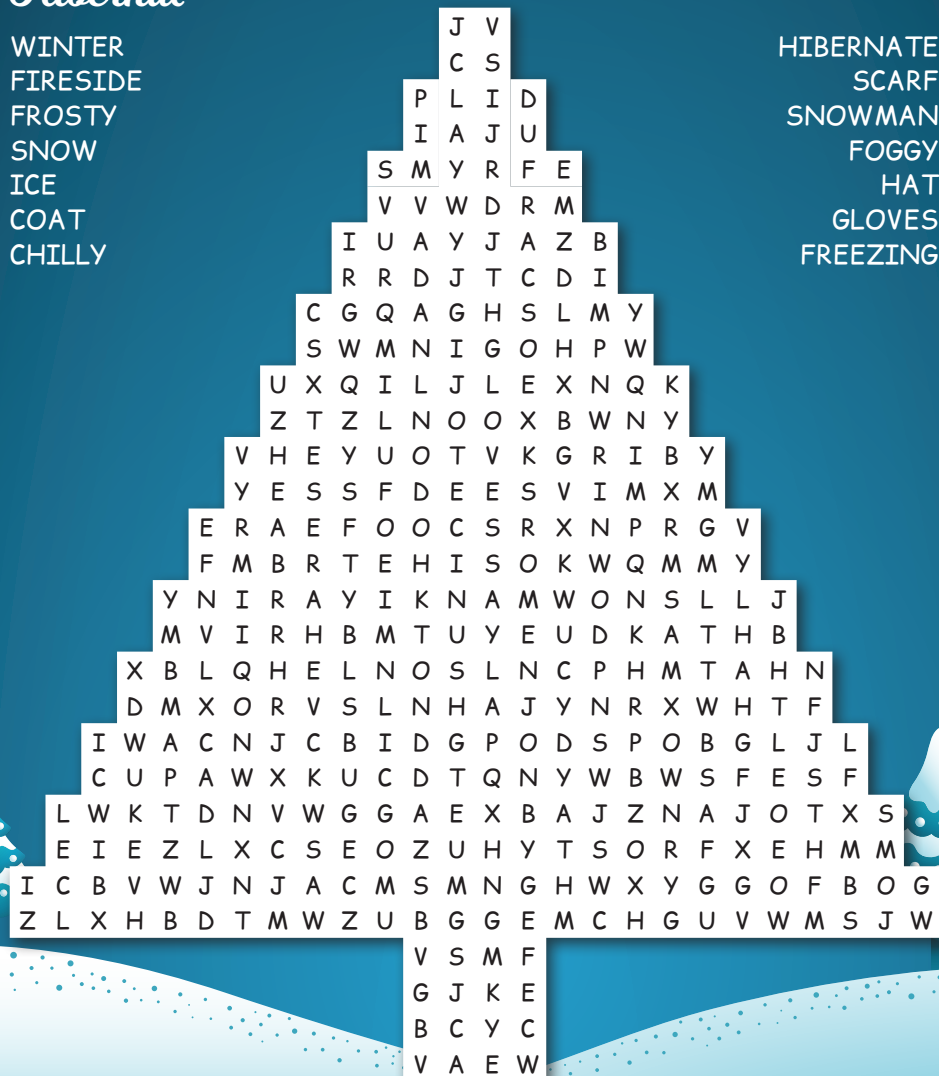 WINTER
FIRESIDE
FROSTY
SNOW
ICE
COAT
CHILLY
HIBERNATE
SCARF
SNOWMAN
FOGGY
HAT
GLOVES
FREEZING
J V
C S
P L I D
I A J U
S M Y R F E
V V W D R M
I U A Y J A Z B
R R D J T C D I
C G Q A G H S L M Y
S W M N I G O H P W
U X Q I L J L E X N Q K
Z T Z L N O O X B W N Y
V H E Y U O T V K G R I B Y
Y E S S F D E E S V I M X M
E R A E F O O C S R X N P R G V
F M B R T E H I S O K W Q M M Y
Y N I R A Y I K N A M W O N S L L J
M V I R H B M T U Y E U D K A T H B
X B L Q H E L N O S L N C P H M T A H N
D M X O R V S L N H A J Y N R X W H T F
I W A C N J C B I D G P O D S P O B G L J L
C U P A W X K U C D T Q N Y W B W S F E S F
L W K T D N V W G G A E X B A J Z N A J O T X S
E I E Z L X C S E O Z U H Y T S O R F X E H M M
I C B V W J N J A C M S M N G H W X Y G G O F B O G
Z L X H B D T M W Z U B G G E M C H G U V W M S J W
V S M F
G J K E
B C Y C
V A E W